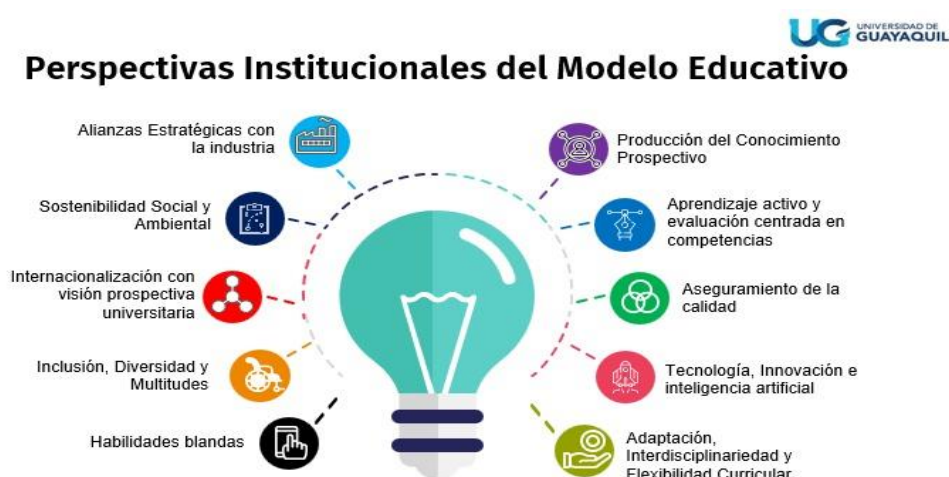 UG UNIVERSIDAD DE
GUAYAQUIL
Perspectivas Institucionales del Modelo Educativo
Alianzas Estratégicas con
la industria
Sostenibilidad Social y
Ambiental
Internacionalización con
visión prospectiva
universitaria
Inclusión, Diversidad y
Multitudes
Habilidades blandas
Producción del Conocimiento
Prospectivo
Aprendizaje activo y
evaluación centrada en
competencias
Aseguramiento de la
calidad
Tecnología, Innovación e
inteligencia artificial
Adaptación,
Interdisciplinariedad y
Flexibilidad Curricular